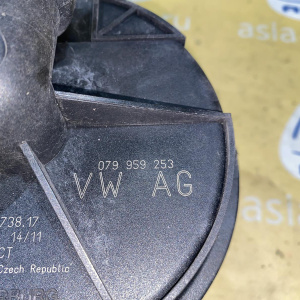 079 959 253
VW AG
738.17
14/11
CT
Czech Republic
asia